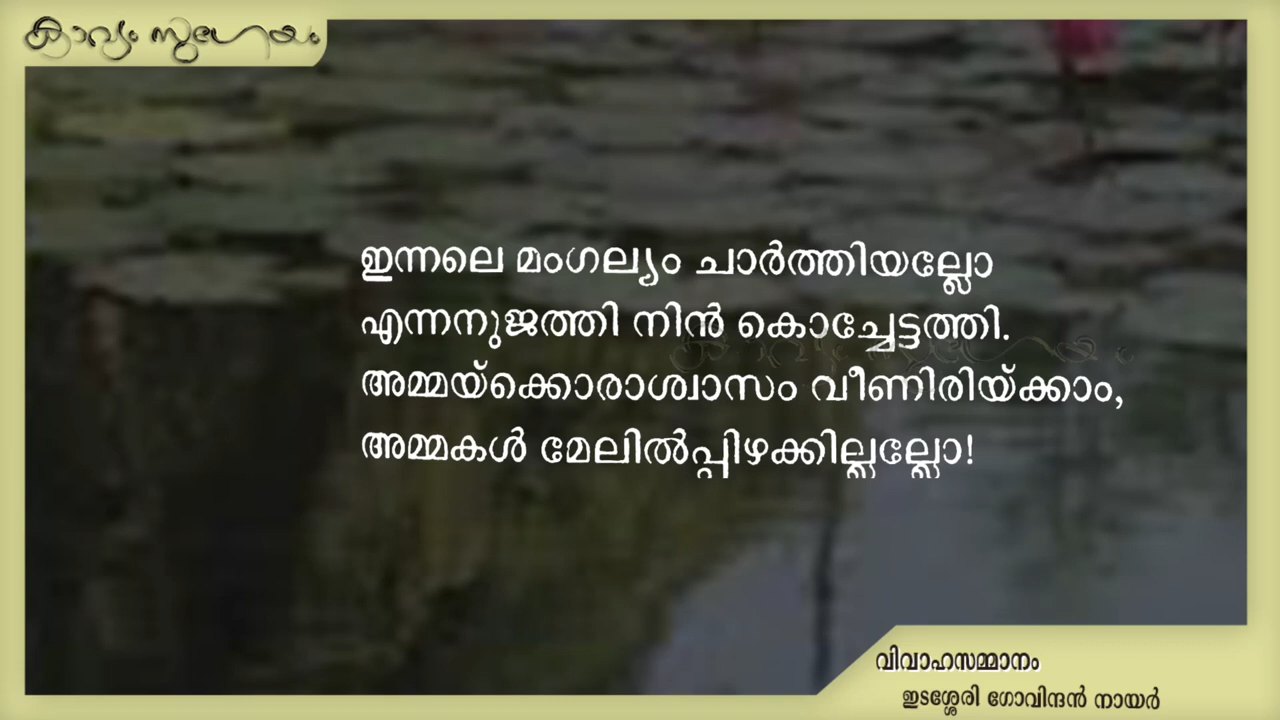 കാവ്യം സുഗേയം
ഇന്നലെ മംഗല്യം ചാർത്തിയല്ലോ
എന്നനുജത്തി നിൻ കൊച്ചേട്ടത്തി.
അമ്മയ്ക്കൊരാശ്വാസം വീണിരിയ്ക്കാം,
അമ്മകൾ മേലിൽപ്പിഴക്കില്ലല്ലോ!
കാവ്യം സുഗേയം
വിവാഹസമ്മാനം
ഇടശ്ശേരി ഗോവിന്ദൻ നായർ